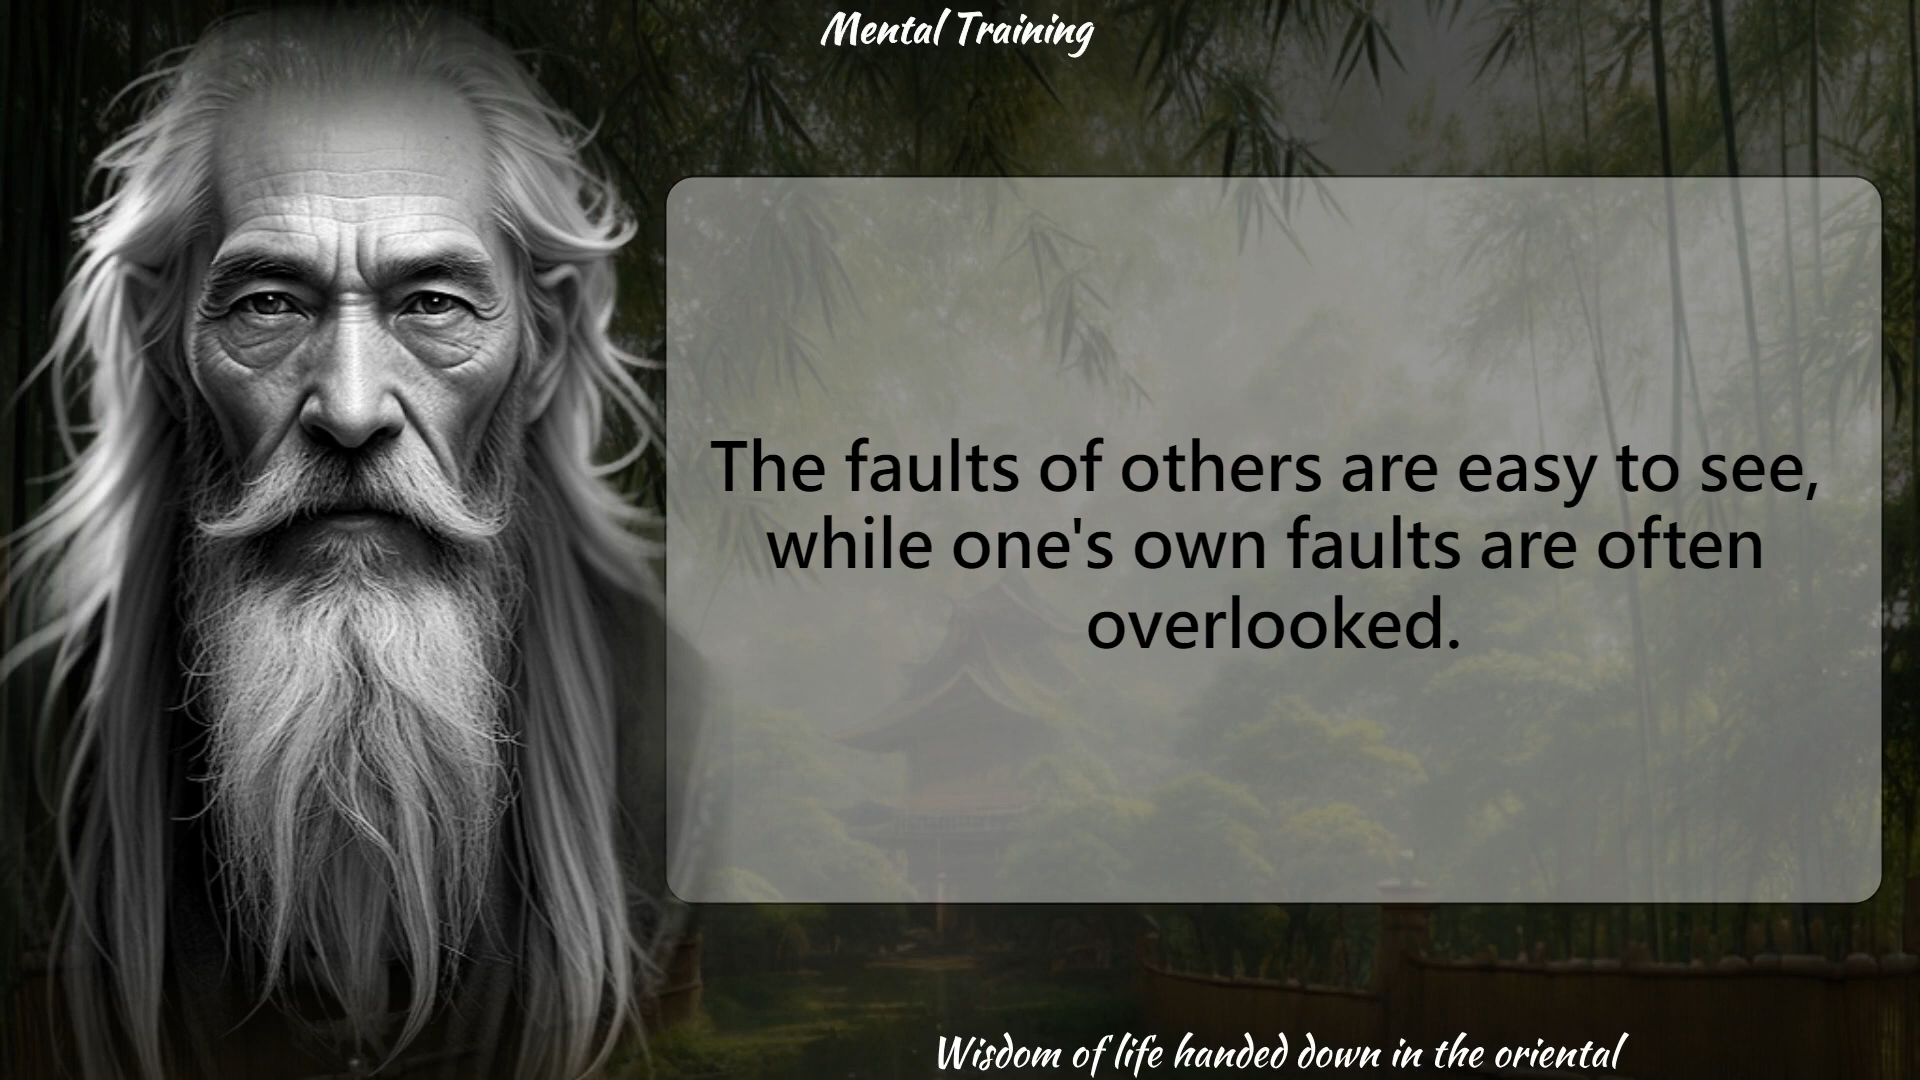 Mental Training
The faults of others are easy to see,
while one's own faults are often
overlooked.
Wisdom of life handed down in the oriental